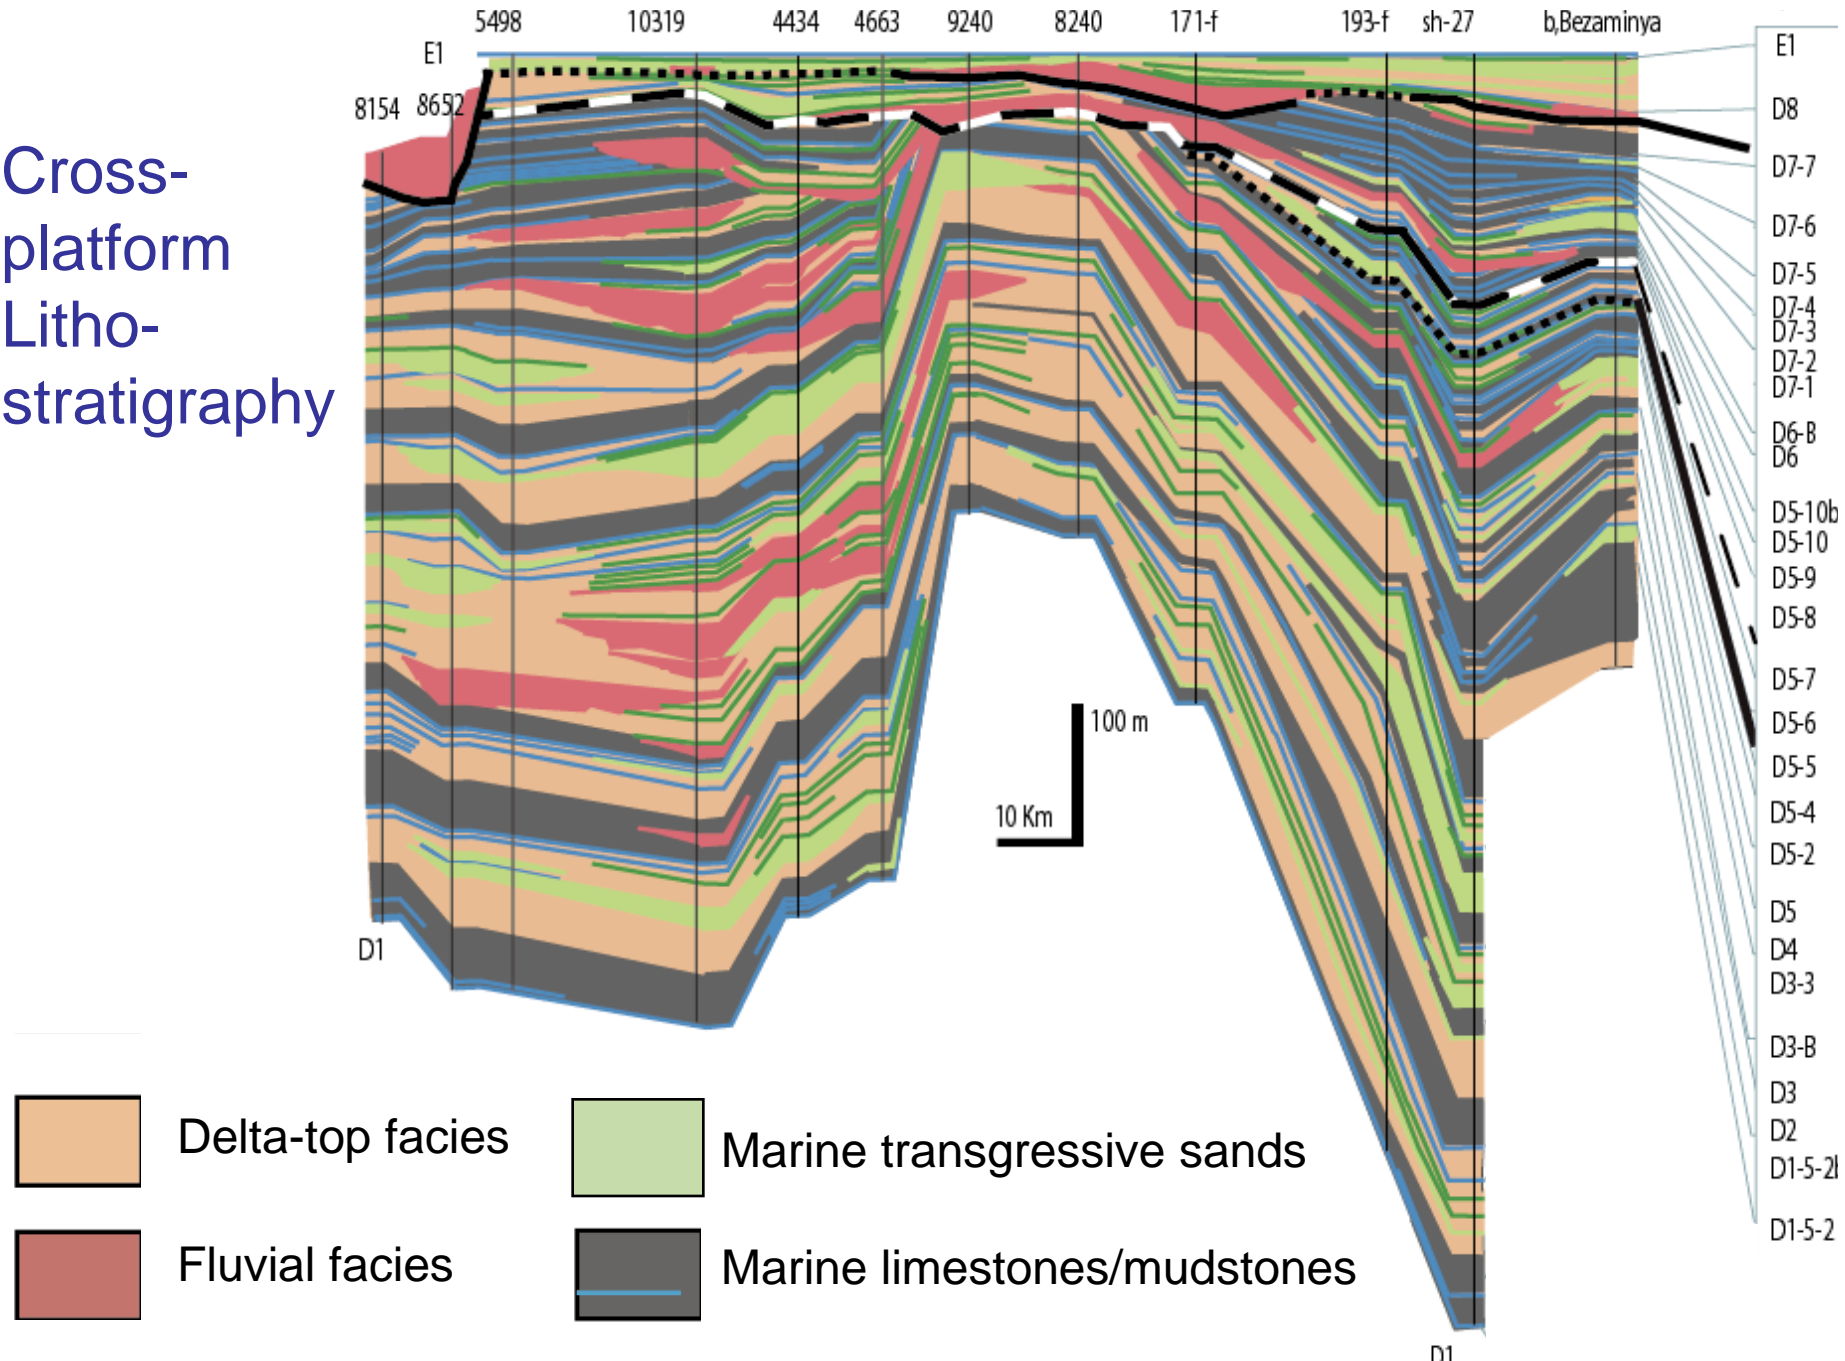 5498 10319 4434 4663 9240 8240 171-f 193-f sh-27 b,Bezaminya
E1
E1
8154 8652
D8
Cross-
platform
Litho-
stratigraphy
D7-7
D7-6
D7-5
D7-4
D7-3
D7-2
D7-1
D6-B
D6
D5-10b
D5-10
D5-9
D5-8
D5-7
D5-6
D5-5
D5-4
D5-2
D5
D4
D3-3
D3-B
D3
D2
D1-5-2b
D1-5-2
100 m
10 Km
D1
D1
Delta-top facies
Marine transgressive sands
Fluvial facies
Marine limestones/mudstones